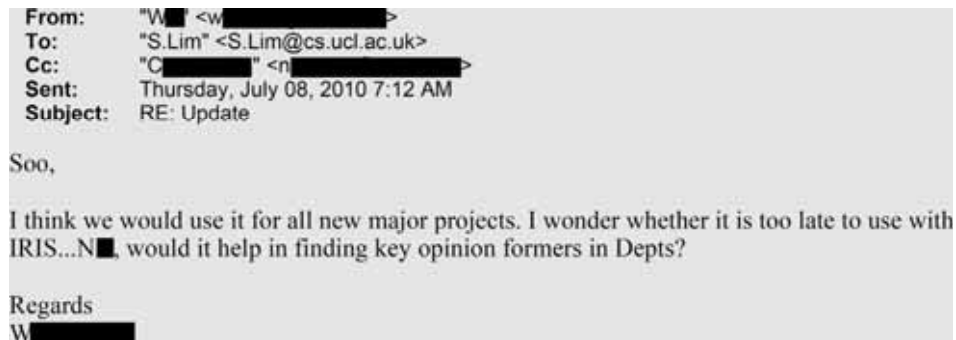 From: "W ' <w >
To: "S.Lim" <S.Lim@cs.ucl.ac.uk>
Cc: "C " <n >
Sent: Thursday, July 08, 2010 7:12 AM
Subject: RE: Update
Soo,
I think we would use it for all new major projects. I wonder whether it is too late to use with
IRIS...N , would it help in finding key opinion formers in Depts?
Regards
W